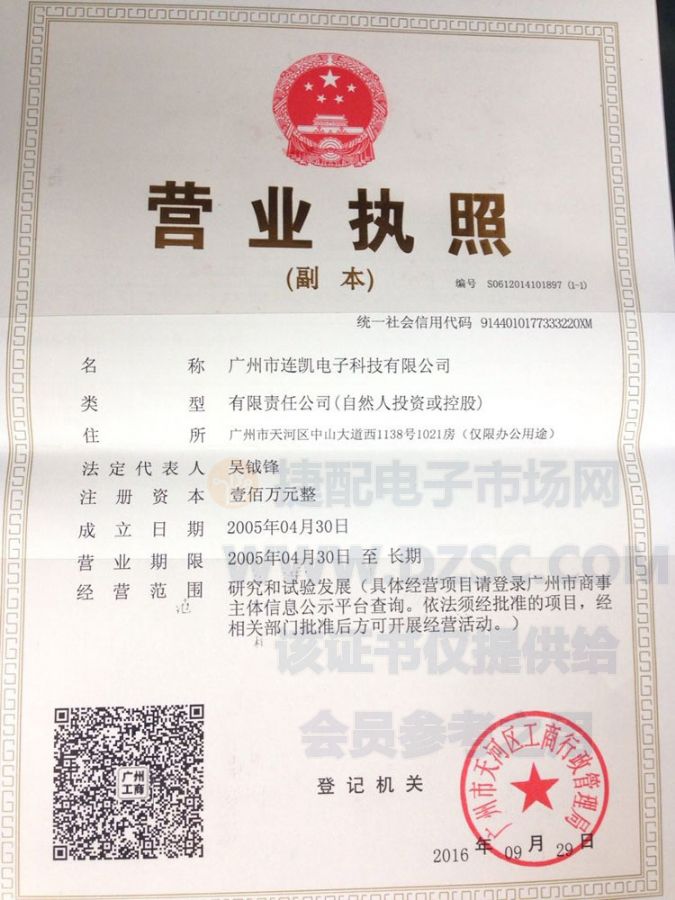 营业执照
(副 本)
编号 S0612014101897 (1-1)
统一社会信用代码 9144010177333220XM
名 称 广州市连凯电子科技有限公司
类 型 有限责任公司(自然人投资或控股)
住 所 广州市天河区中山大道西1138号1021房（仅限办公用途）
法定代表人 吴钺锋
注册资本 壹佰万元整
成立日期 2005年04月30日
营业期限 2005年04月30日 至 长期
经营范围 研究和试验发展（具体经营项目请登录广州市商事
主体信息公示平台查询。依法须经批准的项目，经
相关部门批准后方可开展经营活动。）
捷配电子市场网
WWW.DZSC.COM
该证书仅提供给
会员参考之用
广州
工商
登记机关
广州市天河区工商行政管理局
2016 年 09 月 29 日